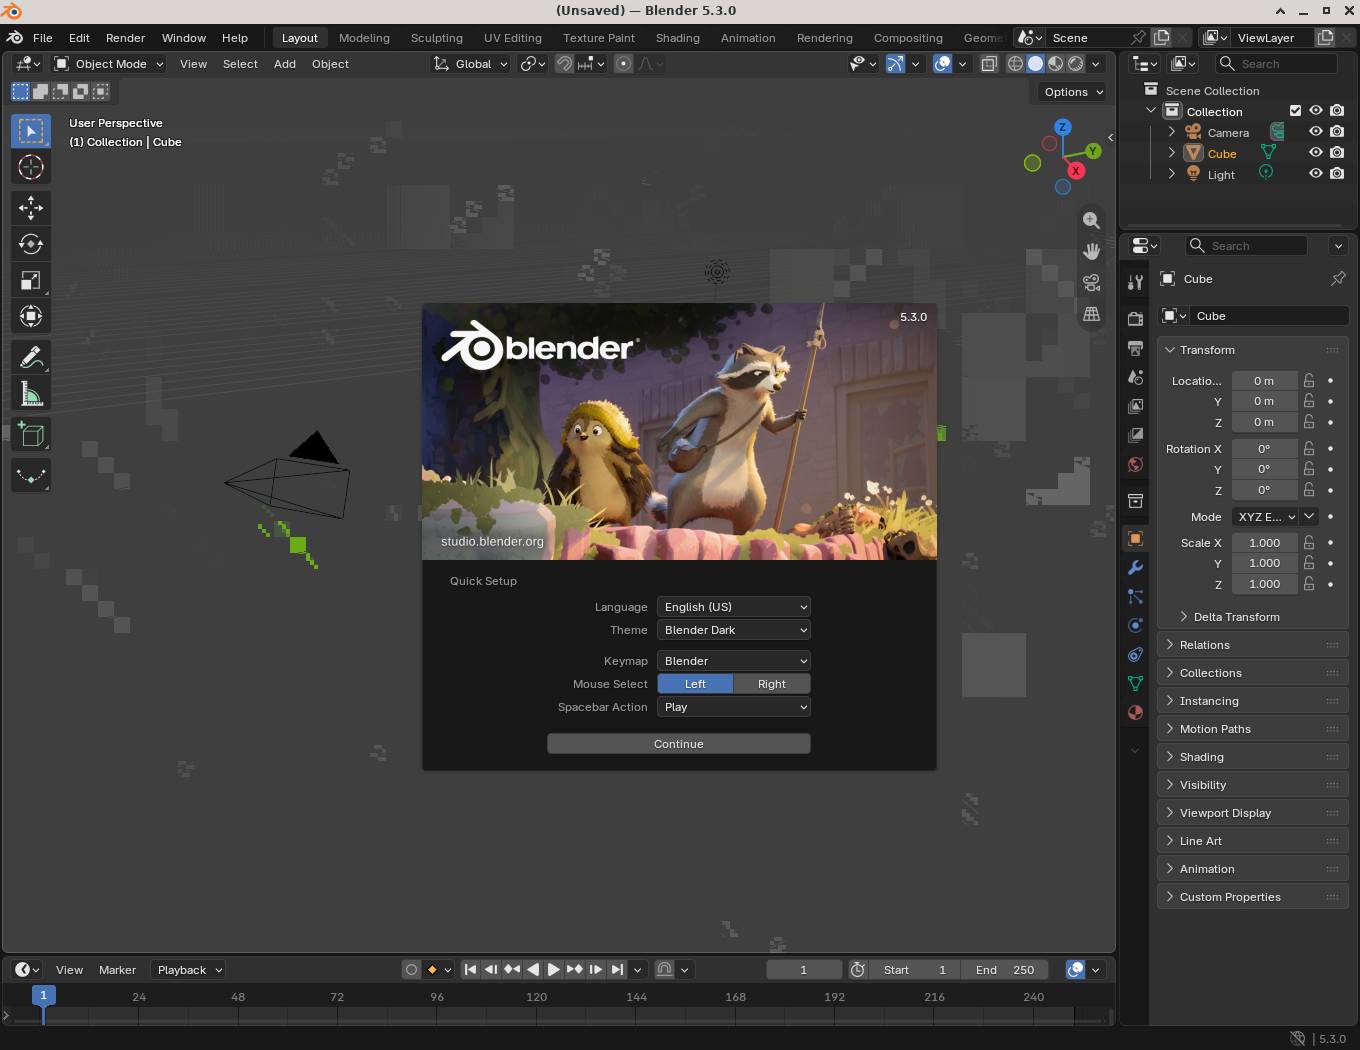 (Unsaved) — Blender 5.3.0
File Edit Render Window Help Layout Modeling Sculpting UV Editing Texture Paint Shading Animation Rendering Compositing Scene ViewLayer
Object Mode View Select Add Object Global
Search
Options
User Perspective
(1) Collection | Cube
Z
Y
X
Scene Collection
Collection
Camera
Cube
Light
Search
Cube
Cube
Transform
Locatio... 0 m
Y 0 m
Z 0 m
Rotation X 0°
Y 0°
Z 0°
Mode XYZ E...
Scale X 1.000
Y 1.000
Z 1.000
Delta Transform
Relations
Collections
Instancing
Motion Paths
Shading
Visibility
Viewport Display
Line Art
Animation
Custom Properties
5.3.0
blender
studio.blender.org
Quick Setup
Language English (US)
Theme Blender Dark
Keymap Blender
Mouse Select Left Right
Spacebar Action Play
Continue
View Marker Playback 1 Start 1 End 250
1 24 48 72 96 120 144 168 192 216 240
5.3.0